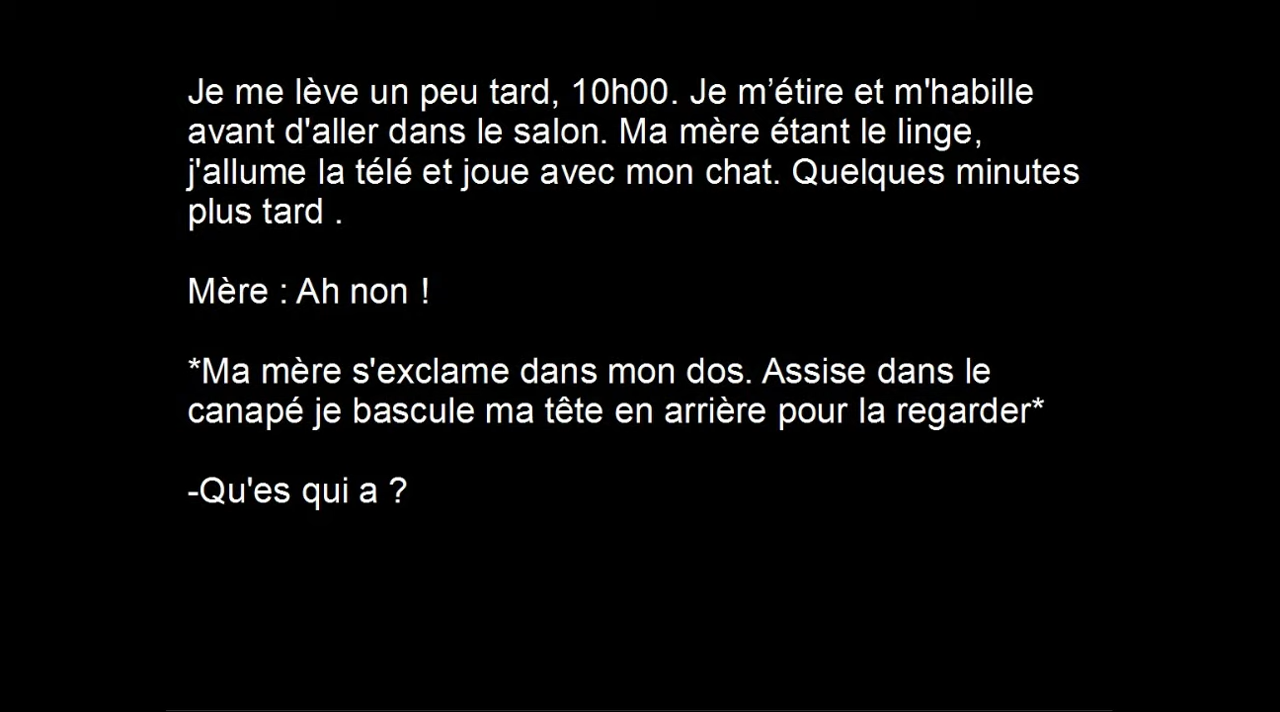 Je me lève un peu tard, 10h00. Je m’étire et m'habille
avant d'aller dans le salon. Ma mère étant le linge,
j'allume la télé et joue avec mon chat. Quelques minutes
plus tard .
Mère : Ah non !
*Ma mère s'exclame dans mon dos. Assise dans le
canapé je bascule ma tête en arrière pour la regarder*
-Qu'es qui a ?